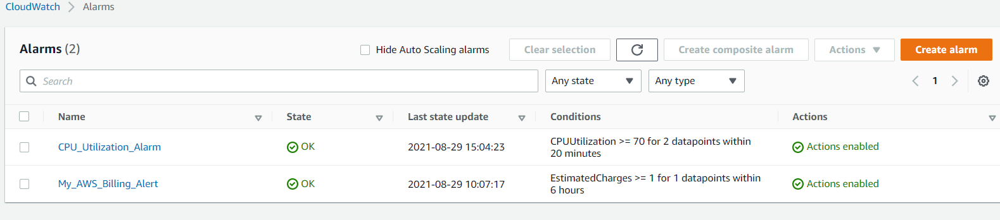 CloudWatch > Alarms
Alarms (2)
Hide Auto Scaling alarms
Clear selection
Create composite alarm
Actions
Create alarm
Search
Any state
Any type
1
Name
State
Last state update
Conditions
Actions
CPU_Utilization_Alarm
OK
2021-08-29 15:04:23
CPUUtilization >= 70 for 2 datapoints within
20 minutes
Actions enabled
My_AWS_Billing_Alert
OK
2021-08-29 10:07:17
EstimatedCharges >= 1 for 1 datapoints within
6 hours
Actions enabled